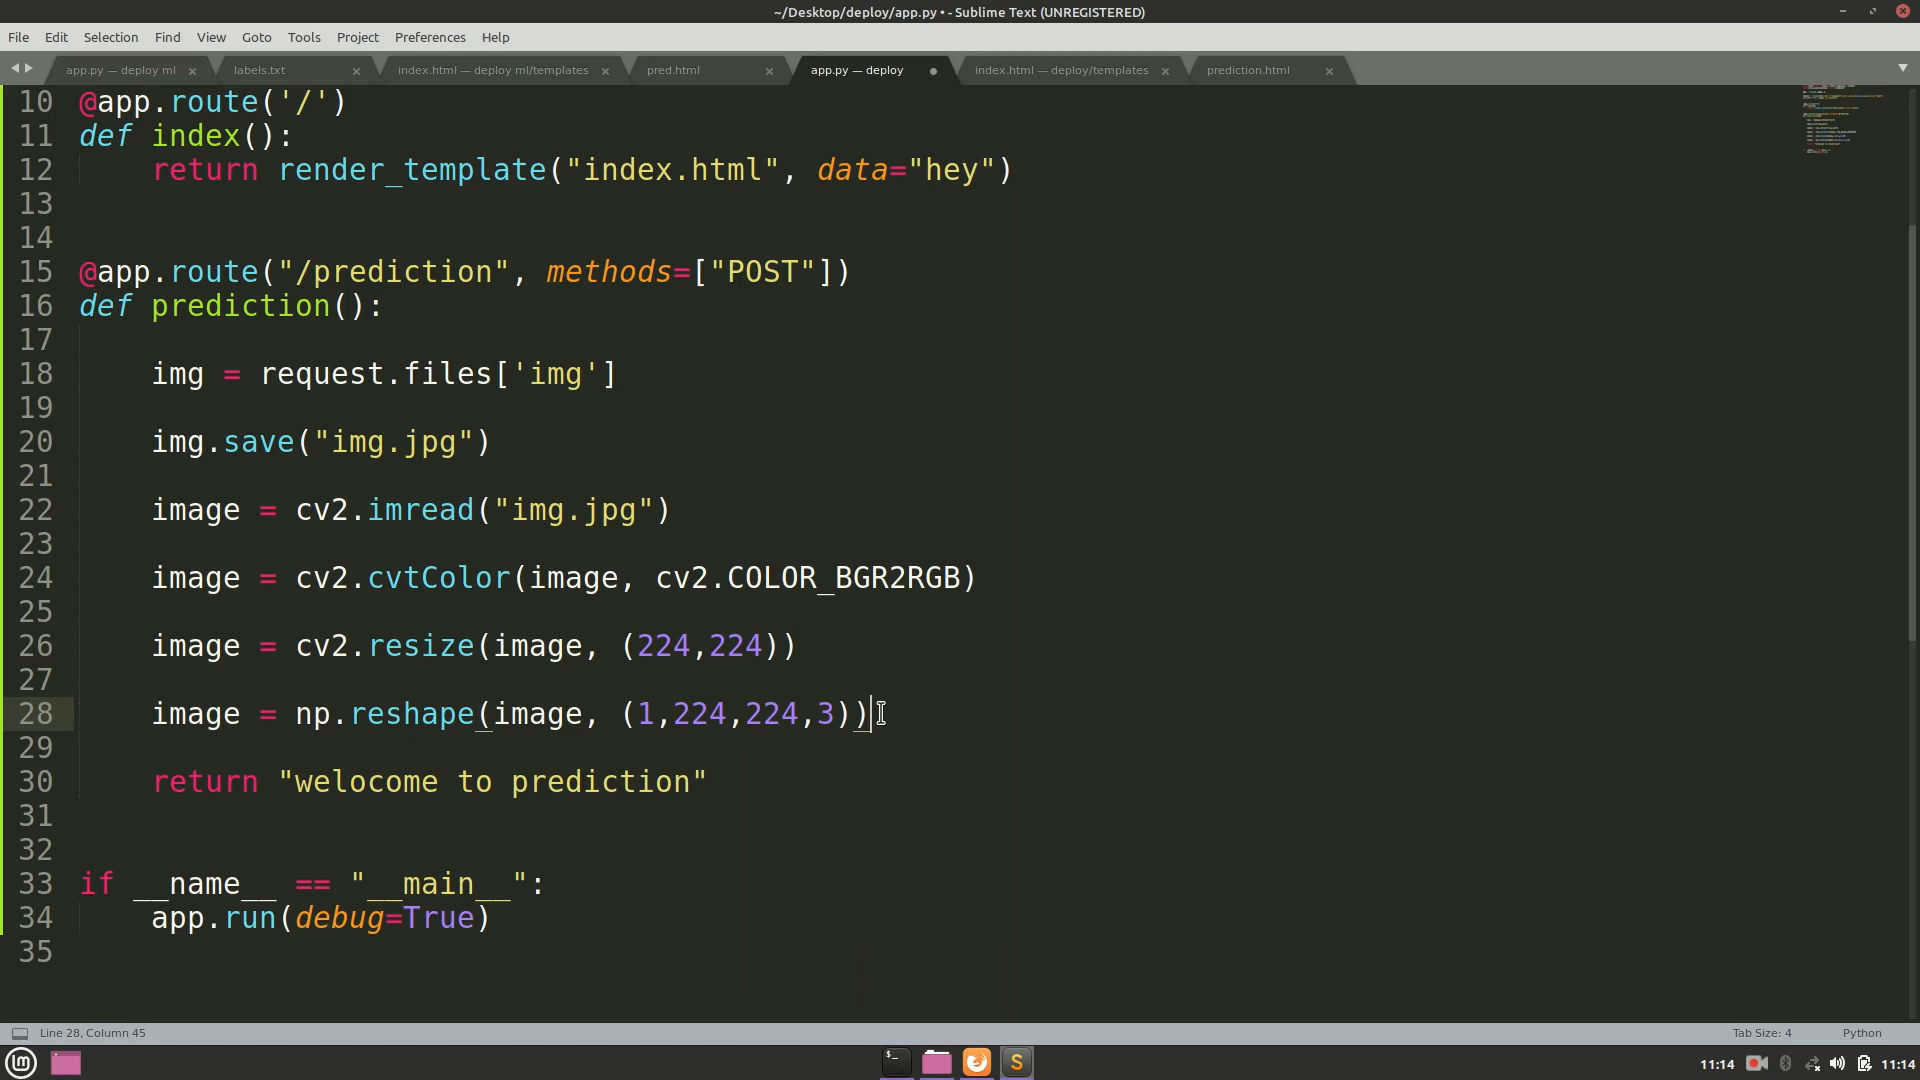 ~/Desktop/deploy/app.py • - Sublime Text (UNREGISTERED)
File Edit Selection Find View Goto Tools Project Preferences Help
app.py — deploy ml × labels.txt × index.html — deploy ml/templates × pred.html × app.py — deploy ● index.html — deploy/templates × prediction.html ×
10 @app.route('/')
11 def index():
12 return render_template("index.html", data="hey")
13
14
15 @app.route("/prediction", methods=["POST"])
16 def prediction():
17
18 img = request.files['img']
19
20 img.save("img.jpg")
21
22 image = cv2.imread("img.jpg")
23
24 image = cv2.cvtColor(image, cv2.COLOR_BGR2RGB)
25
26 image = cv2.resize(image, (224,224))
27
28 image = np.reshape(image, (1,224,224,3))
29
30 return "welocome to prediction"
31
32
33 if __name__ == "__main__":
34 app.run(debug=True)
35
Line 28, Column 45 Tab Size: 4 Python
11:14 11:14